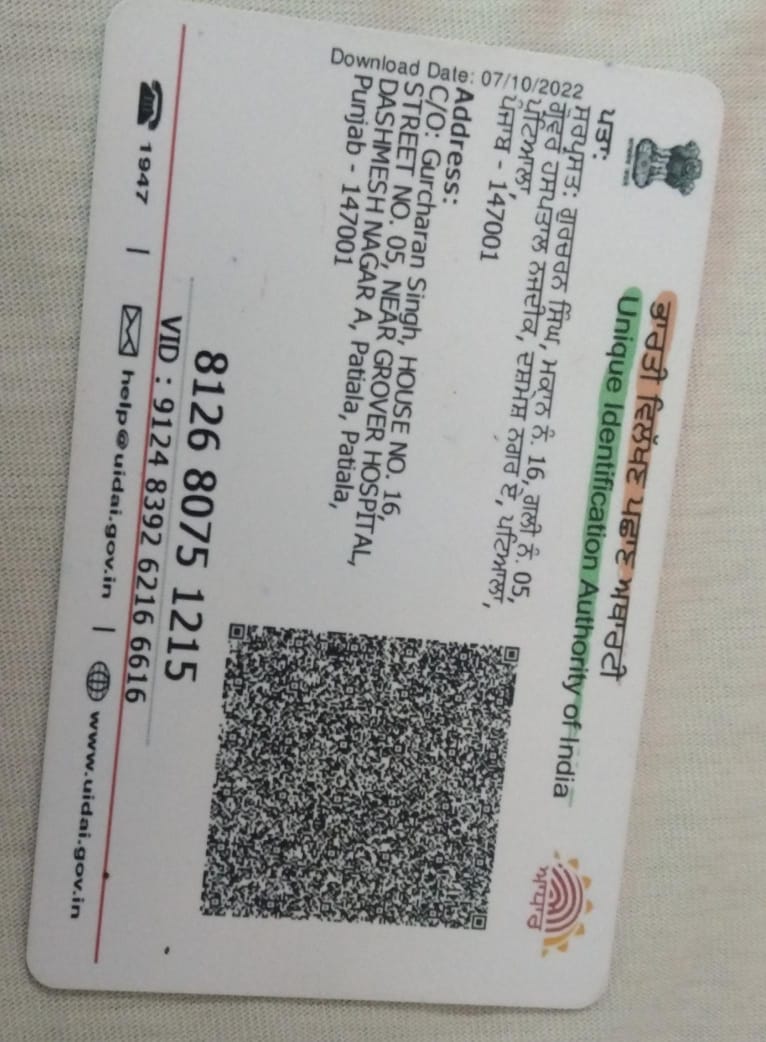 ਭਾਰਤੀ ਵਿਲੱਖਣ ਪਛਾਣ ਅਥਾਰਟੀ
Unique Identification Authority of India
ਪਤਾ:
ਸਰਪ੍ਰਸਤ: ਗੁਰਚਰਨ ਸਿੰਘ, ਮਕਾਨ ਨੰ. 16, ਗਲੀ ਨੰ. 05,
ਗ੍ਰੋਵਰ ਹਸਪਤਾਲ ਨਜਦੀਕ, ਦਸ਼ਮੇਸ਼ ਨਗਰ ਏ, ਪਟਿਆਲਾ,
ਪਟਿਆਲਾ,
ਪੰਜਾਬ - 147001
Download Date: 07/10/2022
Address:
C/O: Gurcharan Singh, HOUSE NO. 16,
STREET NO. 05, NEAR GROVER HOSPITAL,
DASHMESH NAGAR A, Patiala, Patiala,
Punjab - 147001
ਆਧਾਰ
8126 8075 1215
VID : 9124 8392 6216 6616
1947 | help@uidai.gov.in | www.uidai.gov.in